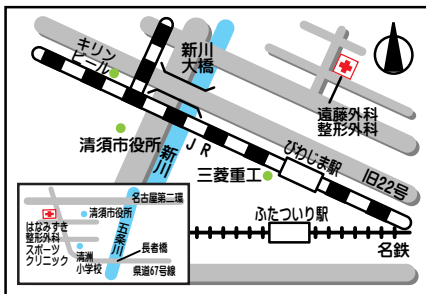 キリン
ビール
新川
大橋
遠藤外科
整形外科
清須市役所
新川
JR
びわじま駅
三菱重工
旧22号
ふたついり駅
名鉄
名古屋第二環
清須市役所
はなみずき
整形外科
スポーツ
クリニック
五条川
長者橋
清洲
小学校
県道67号線